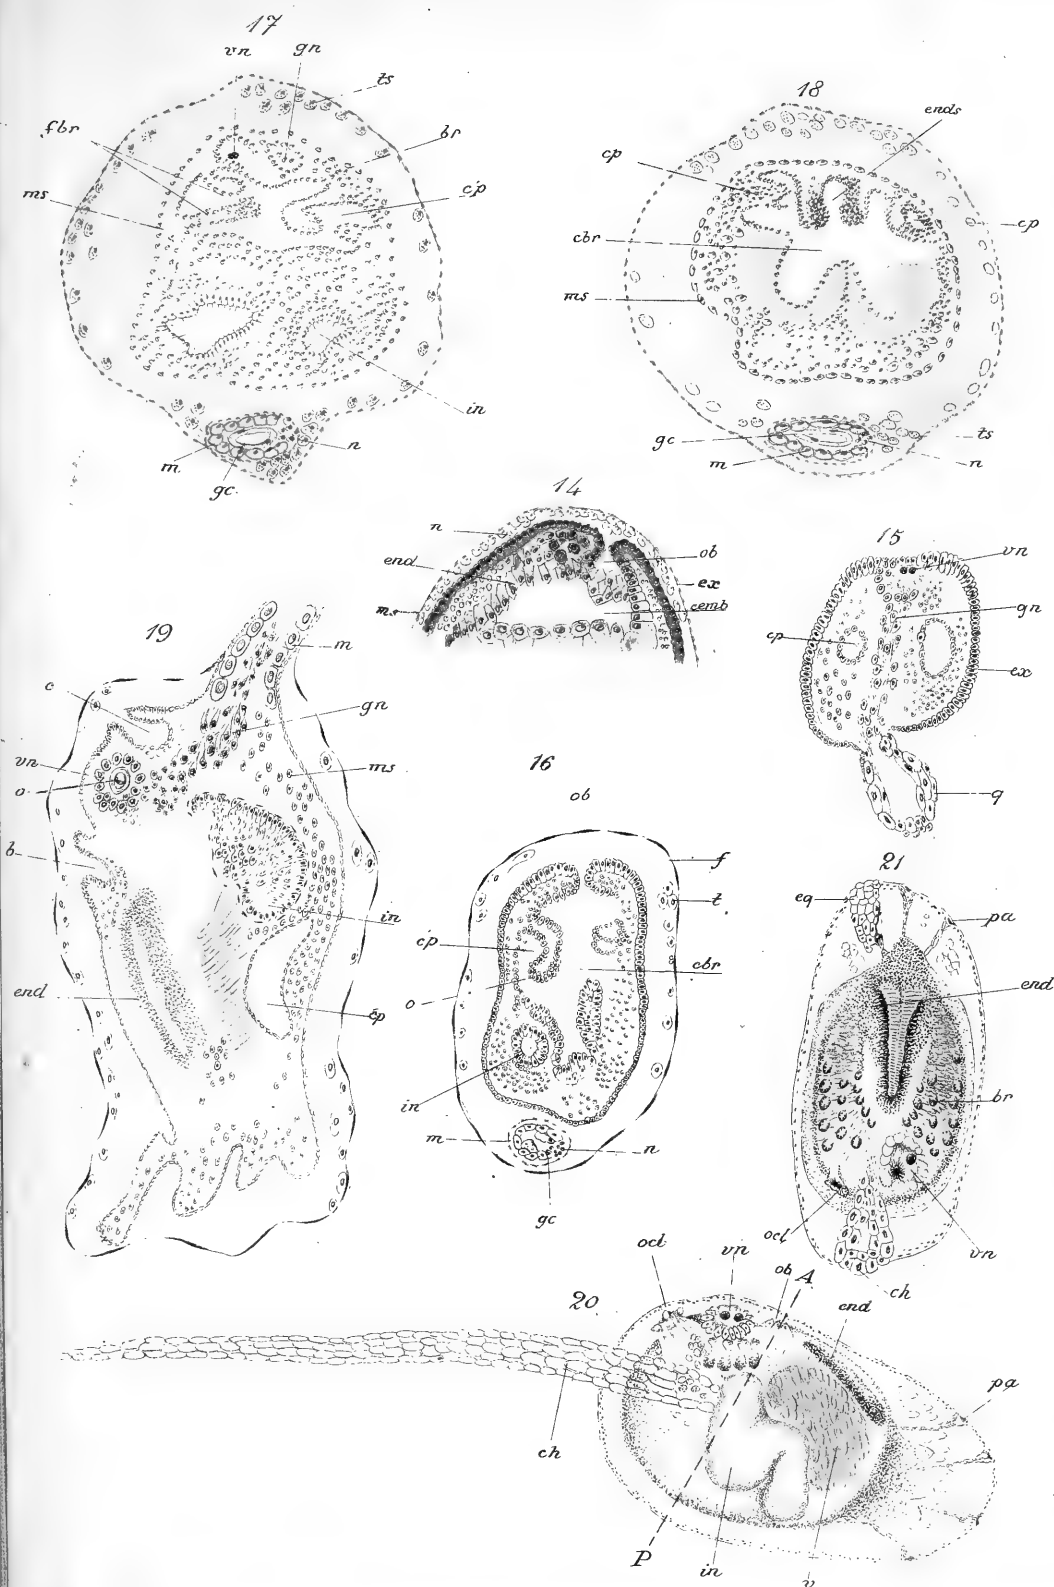 17
vn gn
ts
fbr
br
ms
cp
in
m
n
gc
18
ends
cp
cp
cbr
ms
gc
ts
m
n
14
n
end
ob
ex
m
cemb
15
vn
gn
cp
ex
q
19
m
c
gn
vn
ms
o
b
in
end
cp
16
ob
f
t
cp
cbr
o
in
m
n
gc
21
eq
pa
end
br
ocl
vn
ch
20
ocl
vn
ob A
end
pa
ch
P
in
v